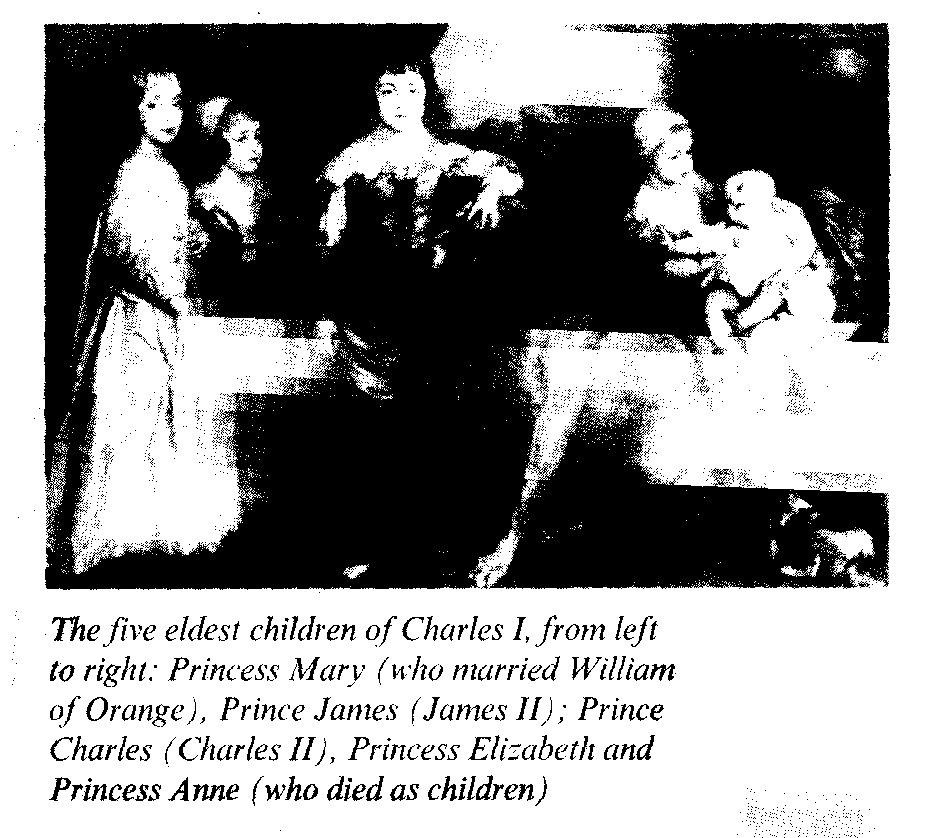 The five eldest children of Charles I, from left
to right: Princess Mary (who married William
of Orange), Prince James (James II); Prince
Charles (Charles II), Princess Elizabeth and
Princess Anne (who died as children)